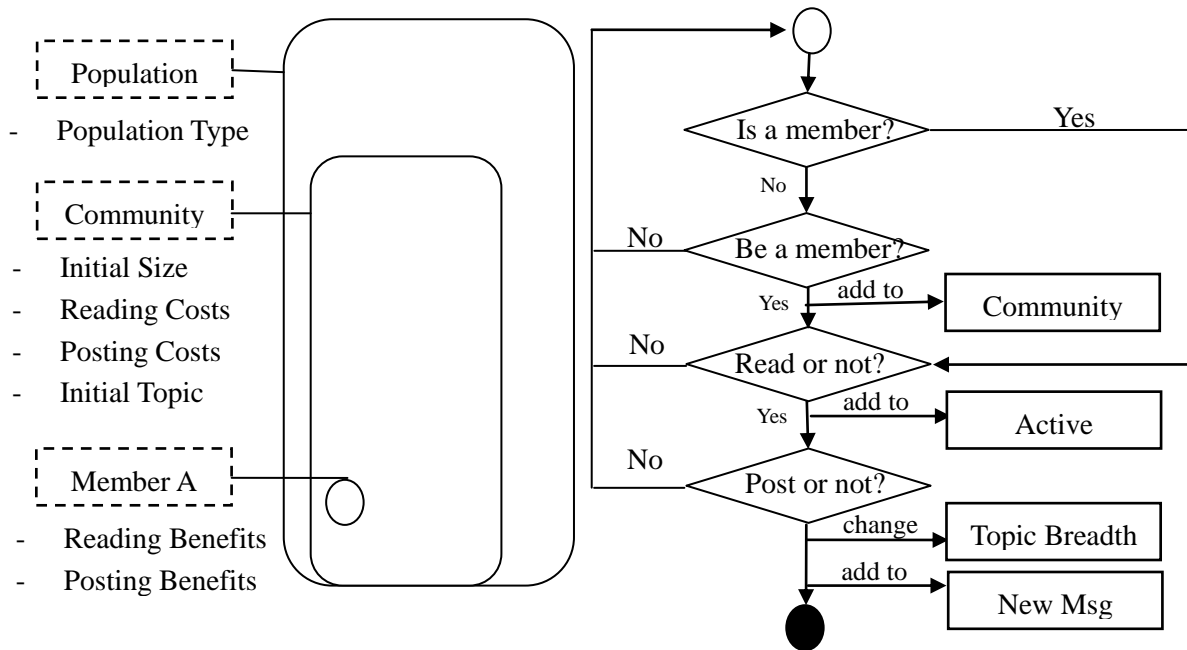 Population
- Population Type
Community
- Initial Size
- Reading Costs
- Posting Costs
- Initial Topic
Member A
- Reading Benefits
- Posting Benefits
Is a member?
Yes
No
Be a member?
No
Yes
add to
Community
Read or not?
No
Yes
add to
Active
Post or not?
No
change
Topic Breadth
add to
New Msg